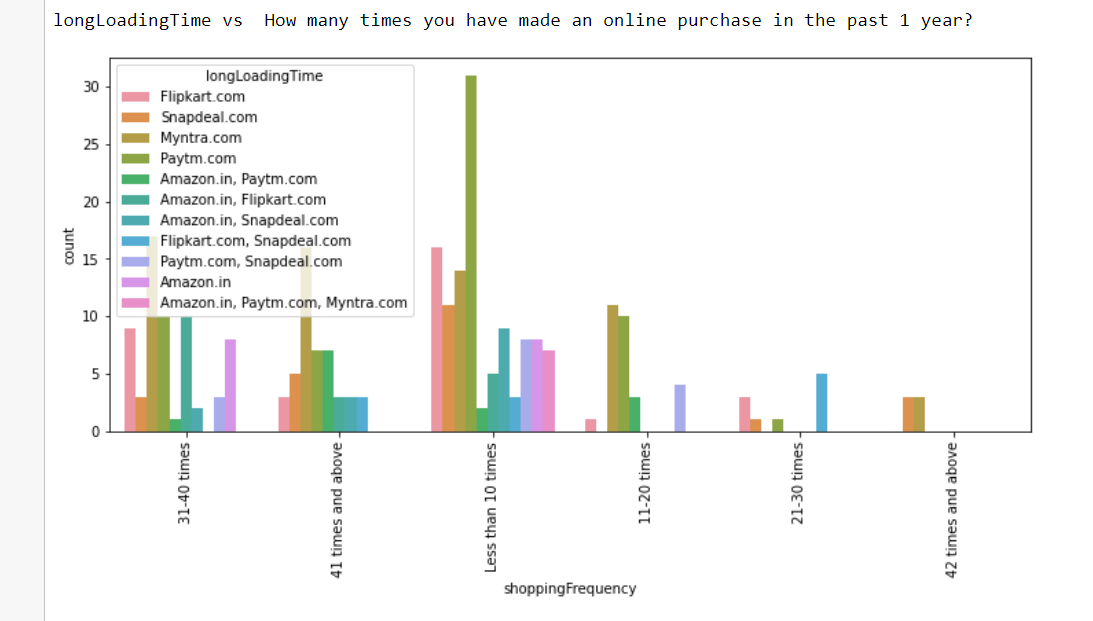 longLoadingTime vs  How many times you have made an online purchase in the past 1 year?
longLoadingTime
Flipkart.com
Snapdeal.com
Myntra.com
Paytm.com
Amazon.in, Paytm.com
Amazon.in, Flipkart.com
Amazon.in, Snapdeal.com
Flipkart.com, Snapdeal.com
Paytm.com, Snapdeal.com
Amazon.in
Amazon.in, Paytm.com, Myntra.com
count
30
25
20
15
10
5
0
31-40 times
41 times and above
Less than 10 times
11-20 times
21-30 times
42 times and above
shoppingFrequency